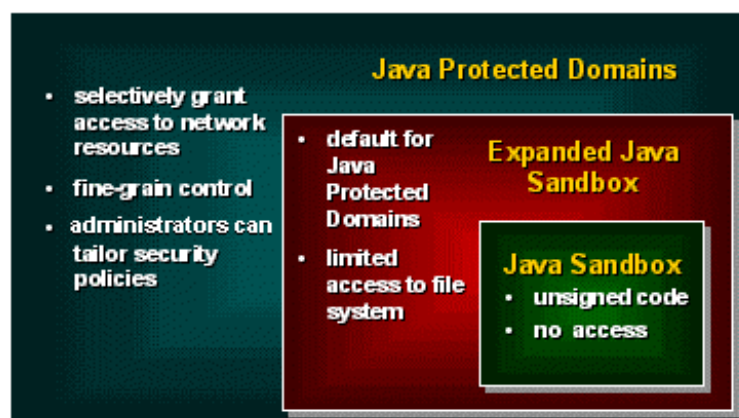 Java Protected Domains
• selectively grant
access to network
resources
• fine-grain control
• administrators can
tailor security
policies
• default for
Java
Protected
Domains
• limited
access to file
system
Expanded Java
Sandbox
Java Sandbox
• unsigned code
• no access